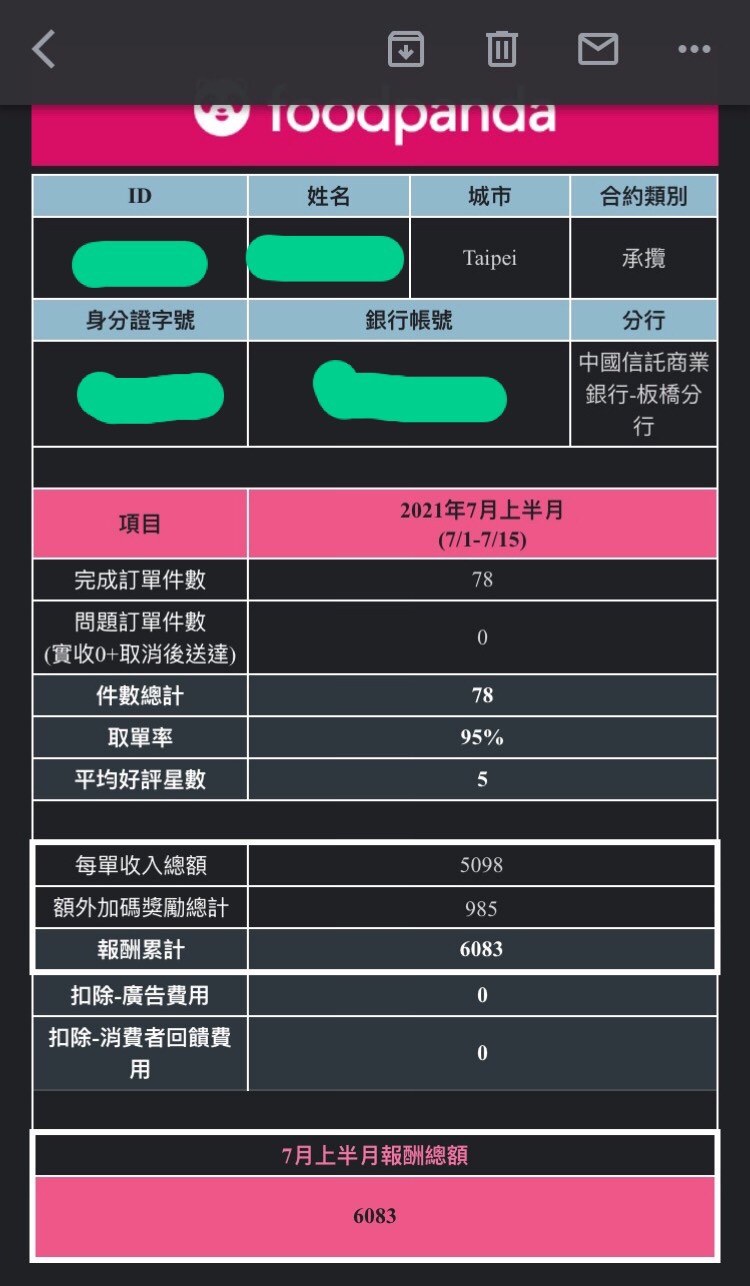 foodpanda
ID 姓名 城市 合約類別
Taipei 承攬
身分證字號 銀行帳號 分行
中國信託商業
銀行-板橋分
行
項目 2021年7月上半月
(7/1-7/15)
完成訂單件數 78
問題訂單件數
(實收0+取消後送達) 0
件數總計 78
取單率 95%
平均好評星數 5
每單收入總額 5098
額外加碼獎勵總計 985
報酬累計 6083
扣除-廣告費用 0
扣除-消費者回饋費
用 0
7月上半月報酬總額
6083